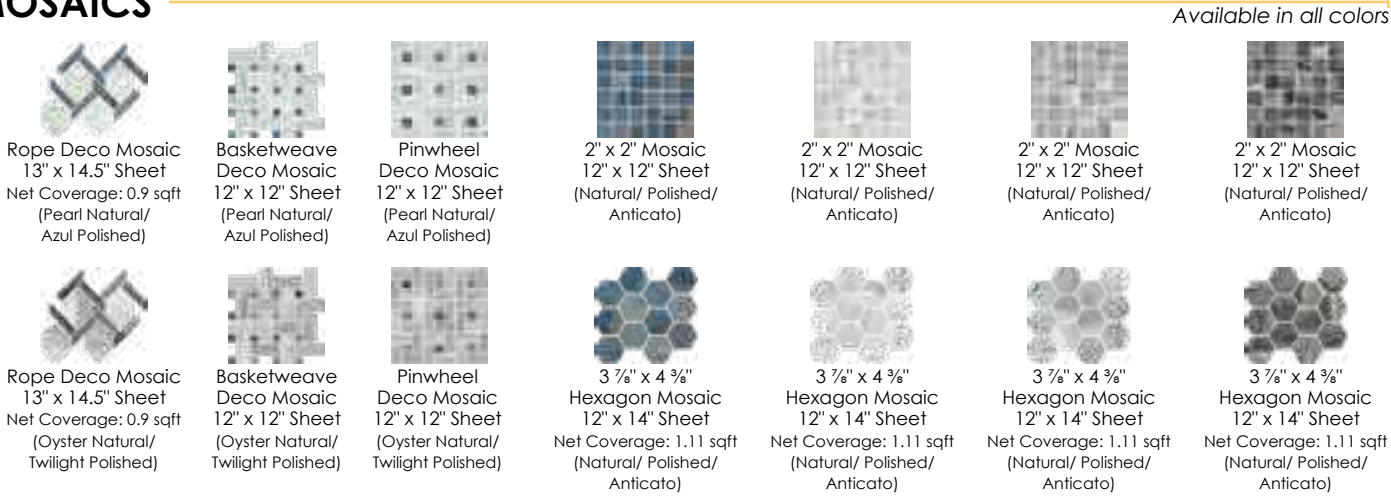 MOSAICS
Available in all colors
Rope Deco Mosaic
13" x 14.5" Sheet
Net Coverage: 0.9 sqft
(Pearl Natural/
Azul Polished)
Basketweave
Deco Mosaic
12" x 12" Sheet
(Pearl Natural/
Azul Polished)
Pinwheel
Deco Mosaic
12" x 12" Sheet
(Pearl Natural/
Azul Polished)
2" x 2" Mosaic
12" x 12" Sheet
(Natural/ Polished/
Anticato)
2" x 2" Mosaic
12" x 12" Sheet
(Natural/ Polished/
Anticato)
2" x 2" Mosaic
12" x 12" Sheet
(Natural/ Polished/
Anticato)
2" x 2" Mosaic
12" x 12" Sheet
(Natural/ Polished/
Anticato)
Rope Deco Mosaic
13" x 14.5" Sheet
Net Coverage: 0.9 sqft
(Oyster Natural/
Twilight Polished)
Basketweave
Deco Mosaic
12" x 12" Sheet
(Oyster Natural/
Twilight Polished)
Pinwheel
Deco Mosaic
12" x 12" Sheet
(Oyster Natural/
Twilight Polished)
3 ⅞" x 4 ⅜"
Hexagon Mosaic
12" x 14" Sheet
Net Coverage: 1.11 sqft
(Natural/ Polished/
Anticato)
3 ⅞" x 4 ⅜"
Hexagon Mosaic
12" x 14" Sheet
Net Coverage: 1.11 sqft
(Natural/ Polished/
Anticato)
3 ⅞" x 4 ⅜"
Hexagon Mosaic
12" x 14" Sheet
Net Coverage: 1.11 sqft
(Natural/ Polished/
Anticato)
3 ⅞" x 4 ⅜"
Hexagon Mosaic
12" x 14" Sheet
Net Coverage: 1.11 sqft
(Natural/ Polished/
Anticato)